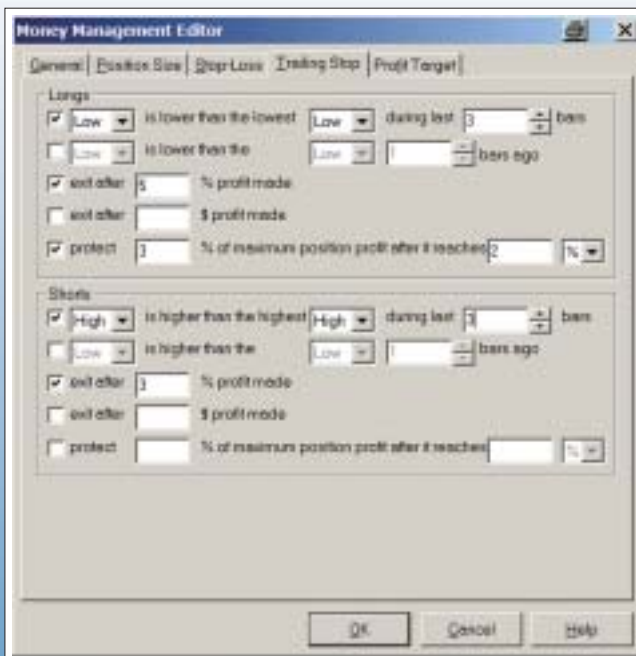 Money Management Editor
General Position Size Stop-Loss Trailing Stop Profit Target
Longs
Low is lower than the lowest Low during last 3 bars
Low is lower than the Low 1 bars ago
exit after 5 % profit made
exit after $ profit made
protect 3 % of maximum position profit after it reaches 2 %
Shorts
High is higher than the highest High during last 3 bars
Low is higher than the Low 1 bars ago
exit after 3 % profit made
exit after $ profit made
protect % of maximum position profit after it reaches %
OK Cancel Help